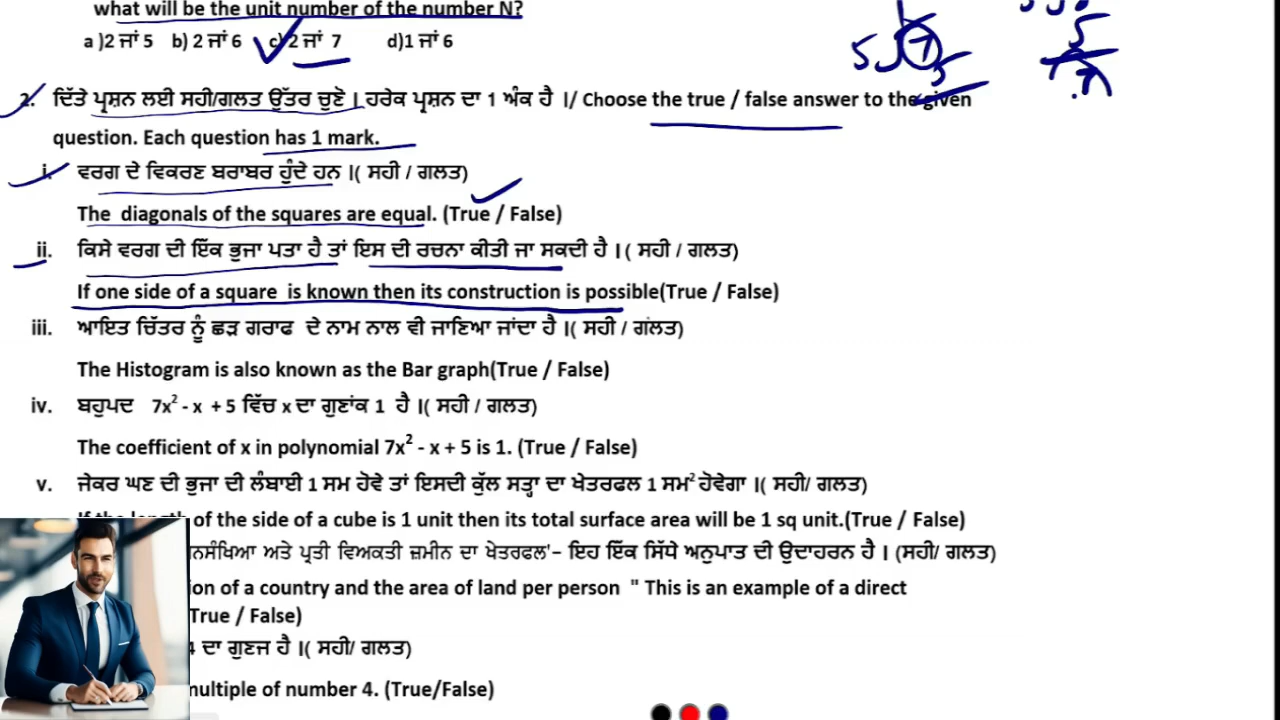 what will be the unit number of the number N?
a )2 ਜਾਂ 5 b) 2 ਜਾਂ 6 c) 2 ਜਾਂ 7 d)1 ਜਾਂ 6
2. ਦਿੱਤੇ ਪ੍ਰਸ਼ਨ ਲਈ ਸਹੀ/ਗਲਤ ਉੱਤਰ ਚੁਣੋ । ਹਰੇਕ ਪ੍ਰਸ਼ਨ ਦਾ 1 ਅੰਕ ਹੈ ।/ Choose the true / false answer to the given
question. Each question has 1 mark.
i. ਵਰਗ ਦੇ ਵਿਕਰਣ ਬਰਾਬਰ ਹੁੰਦੇ ਹਨ ।( ਸਹੀ / ਗਲਤ)
The diagonals of the squares are equal. (True / False)
ii. ਕਿਸੇ ਵਰਗ ਦੀ ਇੱਕ ਭੁਜਾ ਪਤਾ ਹੈ ਤਾਂ ਇਸ ਦੀ ਰਚਨਾ ਕੀਤੀ ਜਾ ਸਕਦੀ ਹੈ ।( ਸਹੀ / ਗਲਤ)
If one side of a square is known then its construction is possible(True / False)
iii. ਆਇਤ ਚਿੱਤਰ ਨੂੰ ਛੜ ਗਰਾਫ ਦੇ ਨਾਮ ਨਾਲ ਵੀ ਜਾਣਿਆ ਜਾਂਦਾ ਹੈ ।( ਸਹੀ / ਗਲਤ)
The Histogram is also known as the Bar graph(True / False)
iv. ਬਹੁਪਦ 7x² - x + 5 ਵਿੱਚ x ਦਾ ਗੁਣਾਂਕ 1 ਹੈ ।( ਸਹੀ / ਗਲਤ)
The coefficient of x in polynomial 7x² - x + 5 is 1. (True / False)
v. ਜੇਕਰ ਘਣ ਦੀ ਭੁਜਾ ਦੀ ਲੰਬਾਈ 1 ਸਮ ਹੋਵੇ ਤਾਂ ਇਸਦੀ ਕੁੱਲ ਸਤ੍ਹਾ ਦਾ ਖੇਤਰਫਲ 1 ਸਮ² ਹੋਵੇਗਾ ।( ਸਹੀ/ ਗਲਤ)
of the side of a cube is 1 unit then its total surface area will be 1 sq unit.(True / False)
ਨਸੰਖਿਆ ਅਤੇ ਪ੍ਰਤੀ ਵਿਅਕਤੀ ਜ਼ਮੀਨ ਦਾ ਖੇਤਰਫਲ'– ਇਹ ਇੱਕ ਸਿੱਧੇ ਅਨੁਪਾਤ ਦੀ ਉਦਾਹਰਨ ਹੈ । (ਸਹੀ/ ਗਲਤ)
ion of a country and the area of land per person " This is an example of a direct
True / False)
4 ਦਾ ਗੁਣਜ ਹੈ ।( ਸਹੀ/ ਗਲਤ)
multiple of number 4. (True/False)